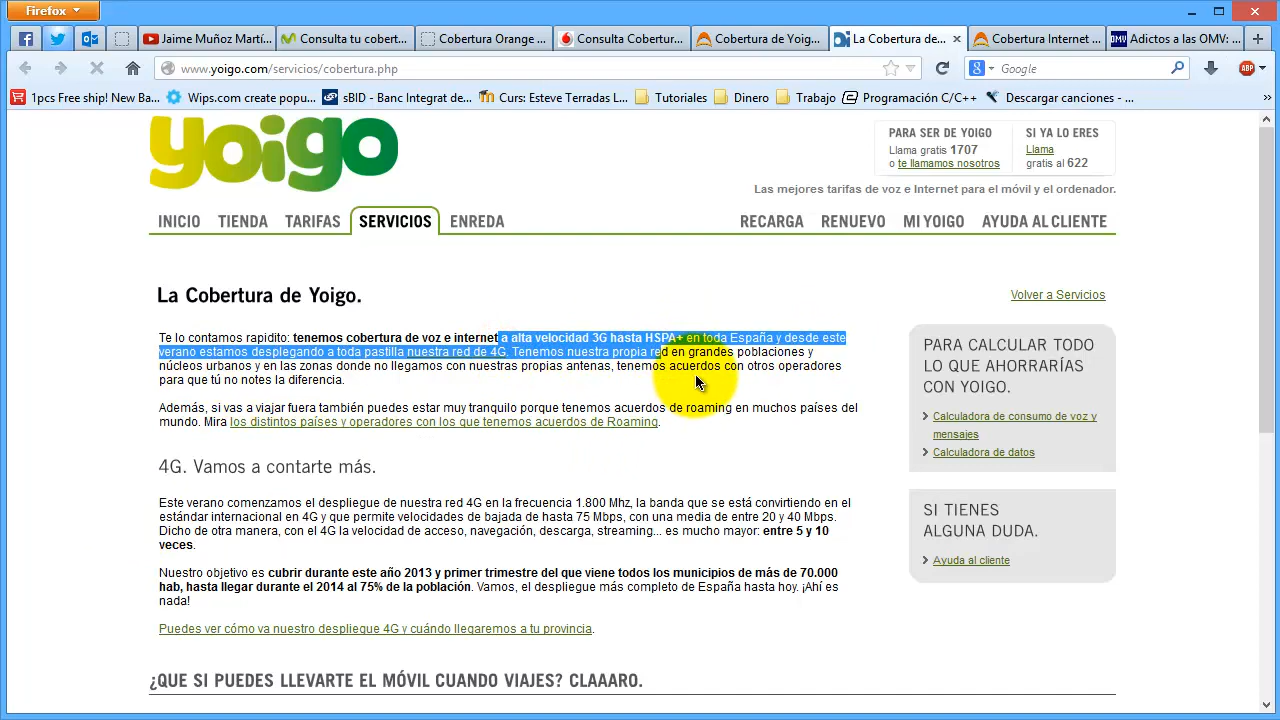 Firefox
Jaime Muñoz Martí...
Consulta tu cobert...
Cobertura Orange ...
Consulta Cobertur...
Cobertura de Yoig...
La Cobertura de...
Cobertura Internet ...
OMV
Adictos a las OMV: ...
www.yoigo.com/servicios/cobertura.php
Google
ABP
1pcs Free ship! New Ba...
Wips.com create popu...
sBID - Banc Integrat de...
Curs: Esteve Terradas I...
Tutoriales
Dinero
Trabajo
Programación C/C++
Descargar canciones - ...
yoigo
PARA SER DE YOIGO
Llama gratis 1707
o te llamamos nosotros
SI YA LO ERES
Llama
gratis al 622
Las mejores tarifas de voz e Internet para el móvil y el ordenador.
INICIO
TIENDA
TARIFAS
SERVICIOS
ENREDA
RECARGA
RENUEVO
MI YOIGO
AYUDA AL CLIENTE
La Cobertura de Yoigo.
Volver a Servicios
Te lo contamos rapidito: tenemos cobertura de voz e internet a alta velocidad 3G hasta HSPA+ en toda España y desde este
verano estamos desplegando a toda pastilla nuestra red de 4G. Tenemos nuestra propia red en grandes poblaciones y
núcleos urbanos y en las zonas donde no llegamos con nuestras propias antenas, tenemos acuerdos con otros operadores
para que tú no notes la diferencia.
Además, si vas a viajar fuera también puedes estar muy tranquilo porque tenemos acuerdos de roaming en muchos países del
mundo. Mira los distintos países y operadores con los que tenemos acuerdos de Roaming.
4G. Vamos a contarte más.
Este verano comenzamos el despliegue de nuestra red 4G en la frecuencia 1.800 Mhz, la banda que se está convirtiendo en el
estándar internacional en 4G y que permite velocidades de bajada de hasta 75 Mbps, con una media de entre 20 y 40 Mbps.
Dicho de otra manera, con el 4G la velocidad de acceso, navegación, descarga, streaming... es mucho mayor: entre 5 y 10
veces.
Nuestro objetivo es cubrir durante este año 2013 y primer trimestre del que viene todos los municipios de más de 70.000
hab, hasta llegar durante el 2014 al 75% de la población. Vamos, el despliegue más completo de España hasta hoy. ¡Ahí es
nada!
Puedes ver cómo va nuestro despliegue 4G y cuándo llegaremos a tu provincia.
¿QUE SI PUEDES LLEVARTE EL MÓVIL CUANDO VIAJES? CLAAARO.
PARA CALCULAR TODO
LO QUE AHORRARÍAS
CON YOIGO.
Calculadora de consumo de voz y
mensajes
Calculadora de datos
SI TIENES
ALGUNA DUDA.
Ayuda al cliente